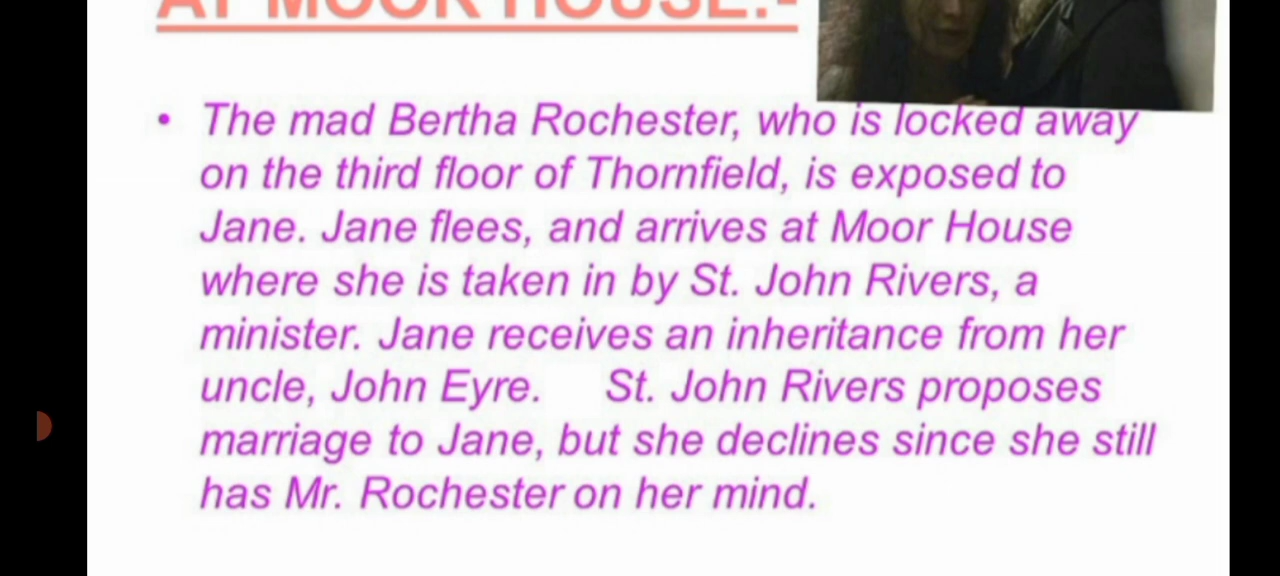 AT MOOR HOUSE:-
• The mad Bertha Rochester, who is locked away
on the third floor of Thornfield, is exposed to
Jane. Jane flees, and arrives at Moor House
where she is taken in by St. John Rivers, a
minister. Jane receives an inheritance from her
uncle, John Eyre. St. John Rivers proposes
marriage to Jane, but she declines since she still
has Mr. Rochester on her mind.